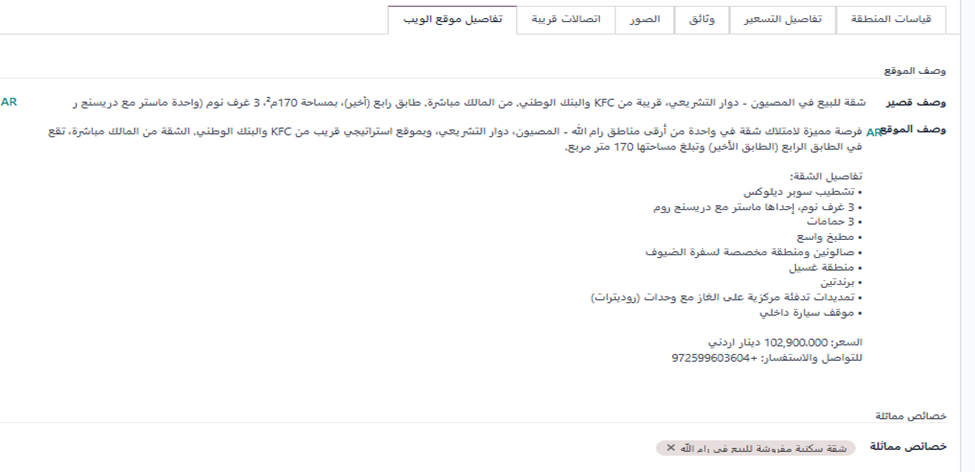 قياسات المنطقة
تفاصيل التسعير
وثائق
الصور
اتصالات قريبة
تفاصيل موقع الويب
وصف الموقع
وصف قصير شقة للبيع في المصيون - دوار التشريعي، قريبة من KFC والبنك الوطني. من المالك مباشرة. طابق رابع (أخير)، بمساحة 170م²، 3 غرف نوم (واحدة ماستر مع دريسنج ر AR
وصف الموقع AR فرصة مميزة لامتلاك شقة في واحدة من أرقى مناطق رام الله - المصيون، دوار التشريعي، وبموقع استراتيجي قريب من KFC والبنك الوطني. الشقة من المالك مباشرة، تقع
في الطابق الرابع (الطابق الأخير) وتبلغ مساحتها 170 متر مربع.
تفاصيل الشقة:
• تشطيب سوبر ديلوكس
• 3 غرف نوم، إحداها ماستر مع دريسنج روم
• 3 حمامات
• مطبخ واسع
• صالونين ومنطقة مخصصة لسفرة الضيوف
• منطقة غسيل
• برندتين
• تمديدات تدفئة مركزية على الغاز مع وحدات (روديترات)
• موقف سيارة داخلي
السعر: 102,900.000 دينار اردني
للتواصل والاستفسار: +972599603604
خصائص مماثلة
خصائص مماثلة شقة سكنية مفروشة للبيع في رام الله ×